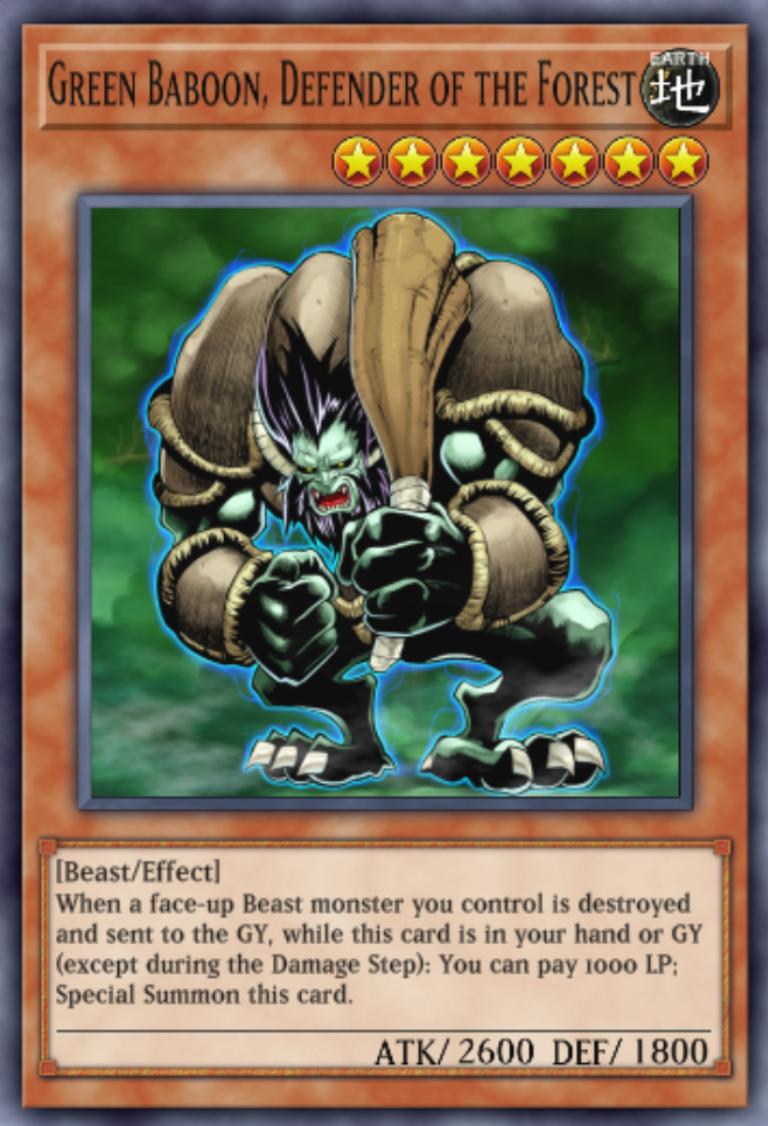 Green Baboon, Defender of the Forest
EARTH
地
[Beast/Effect]
When a face-up Beast monster you control is destroyed
and sent to the GY, while this card is in your hand or GY
(except during the Damage Step): You can pay 1000 LP;
Special Summon this card.
ATK/ 2600 DEF/ 1800